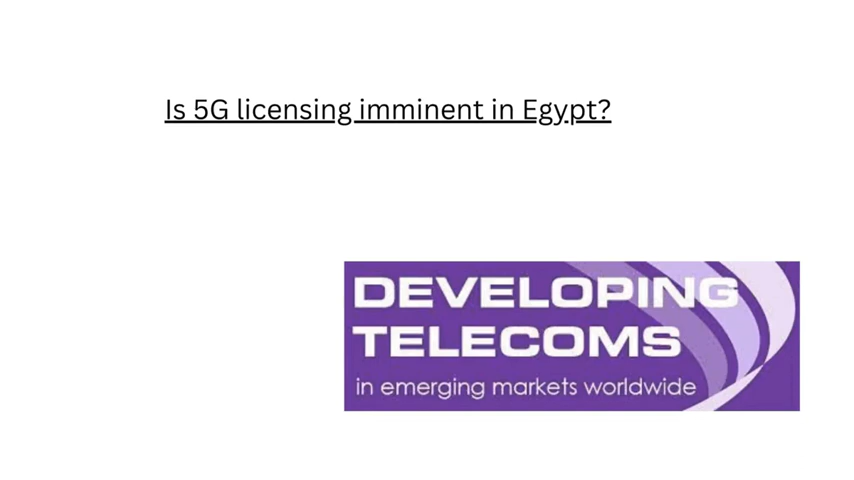 Is 5G licensing imminent in Egypt?
DEVELOPING
TELECOMS
in emerging markets worldwide